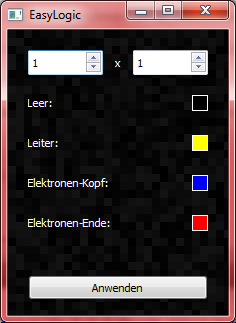 EasyLogic
1 x 1
Leer:
Leiter:
Elektronen-Kopf:
Elektronen-Ende:
Anwenden